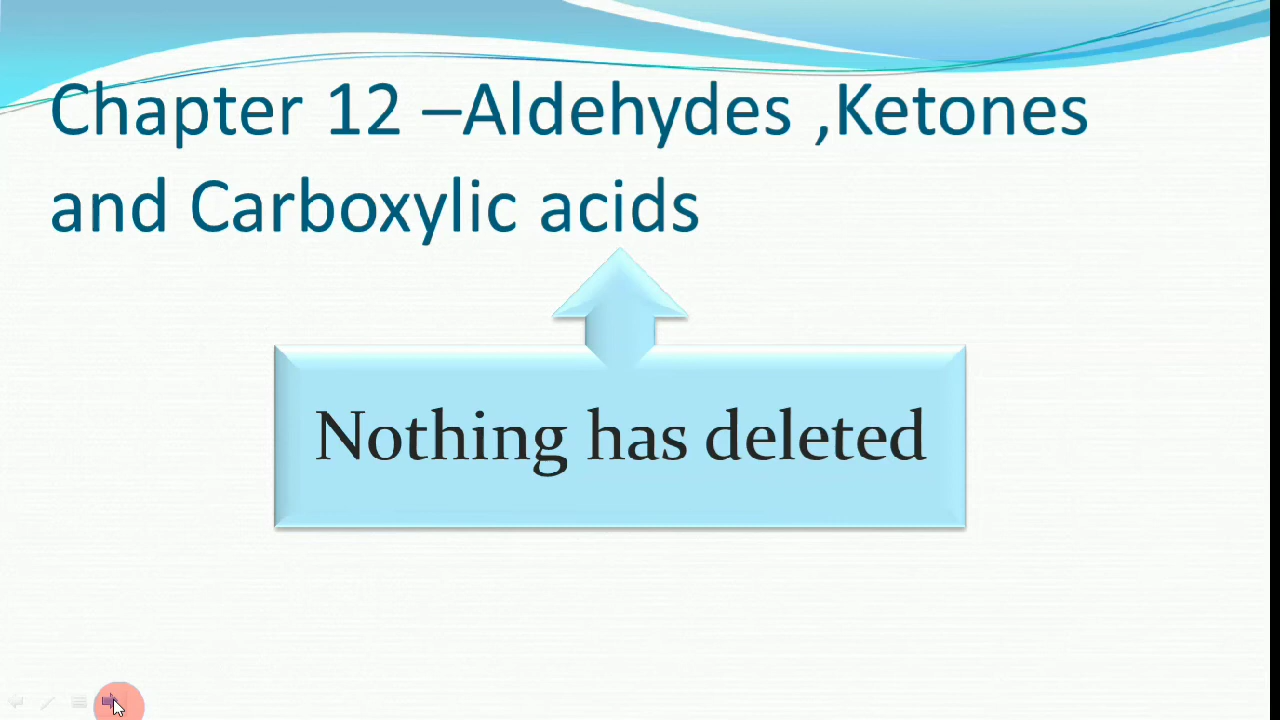 Chapter 12 –Aldehydes ,Ketones
and Carboxylic acids
Nothing has deleted